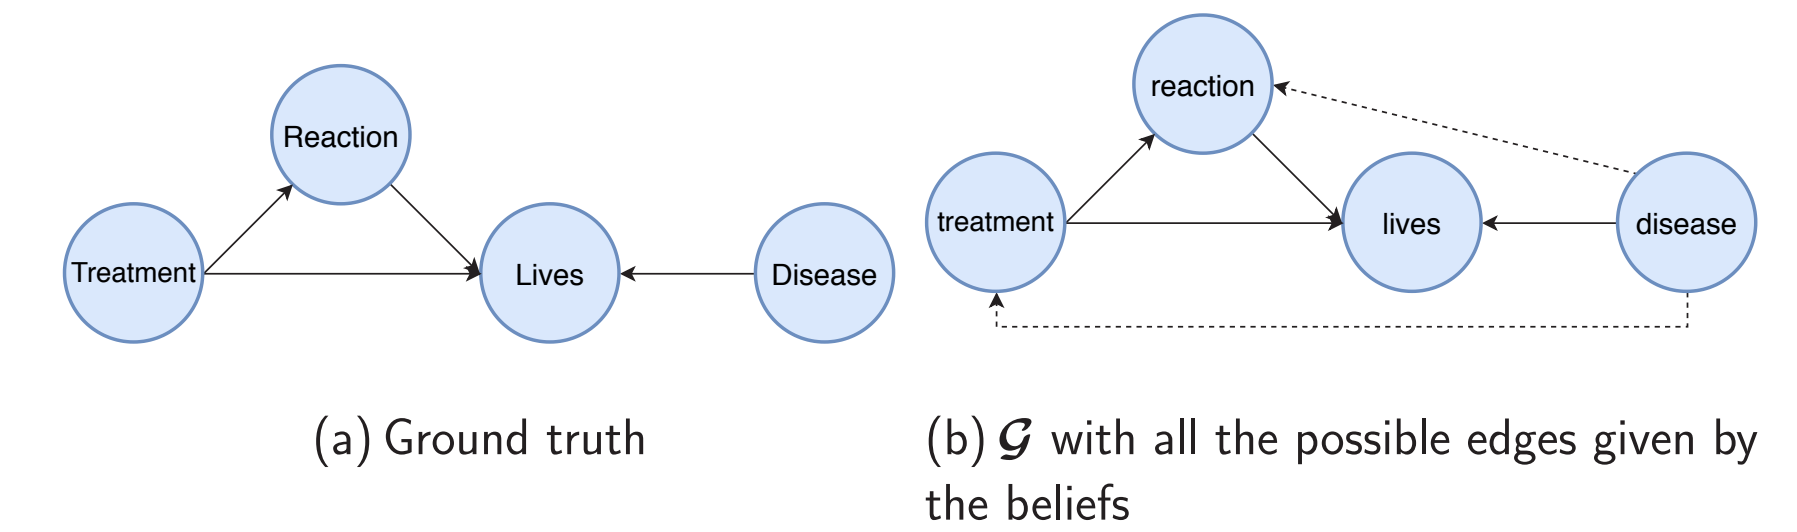 Reaction
Treatment
Lives
Disease
(a) Ground truth
reaction
treatment
lives
disease
(b) 𝓖 with all the possible edges given by
the beliefs